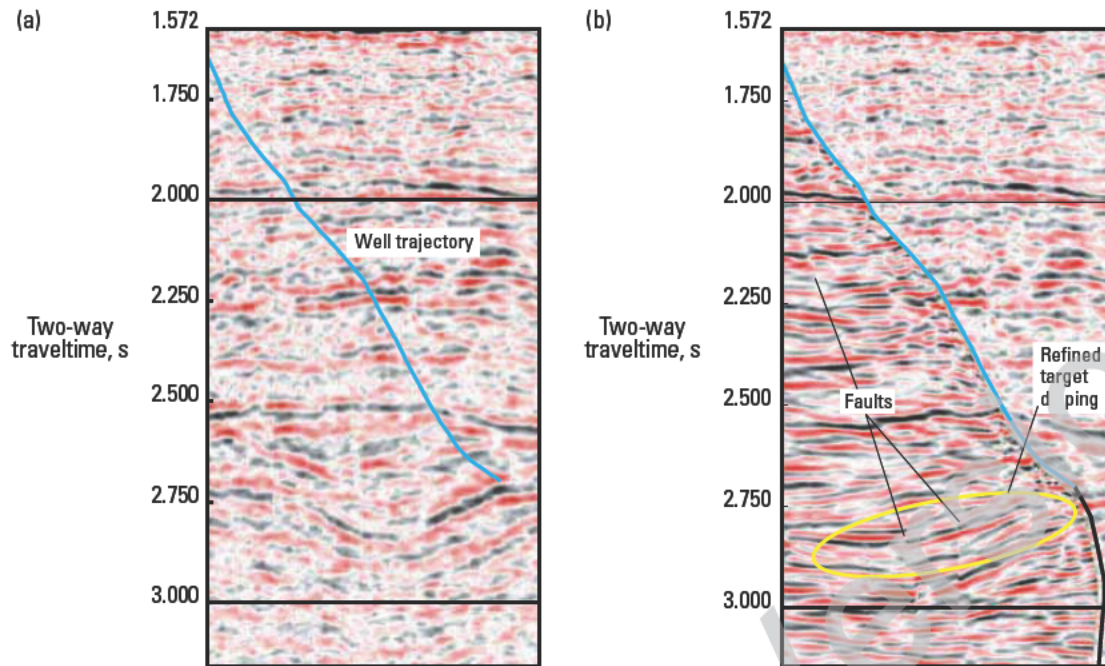 (a)
1.572
1.750
2.000
Well trajectory
2.250
Two-way
traveltime, s
2.500
2.750
3.000
(b)
1.572
1.750
2.000
2.250
Two-way
traveltime, s
Refined
target
dipping
Faults
2.500
2.750
3.000